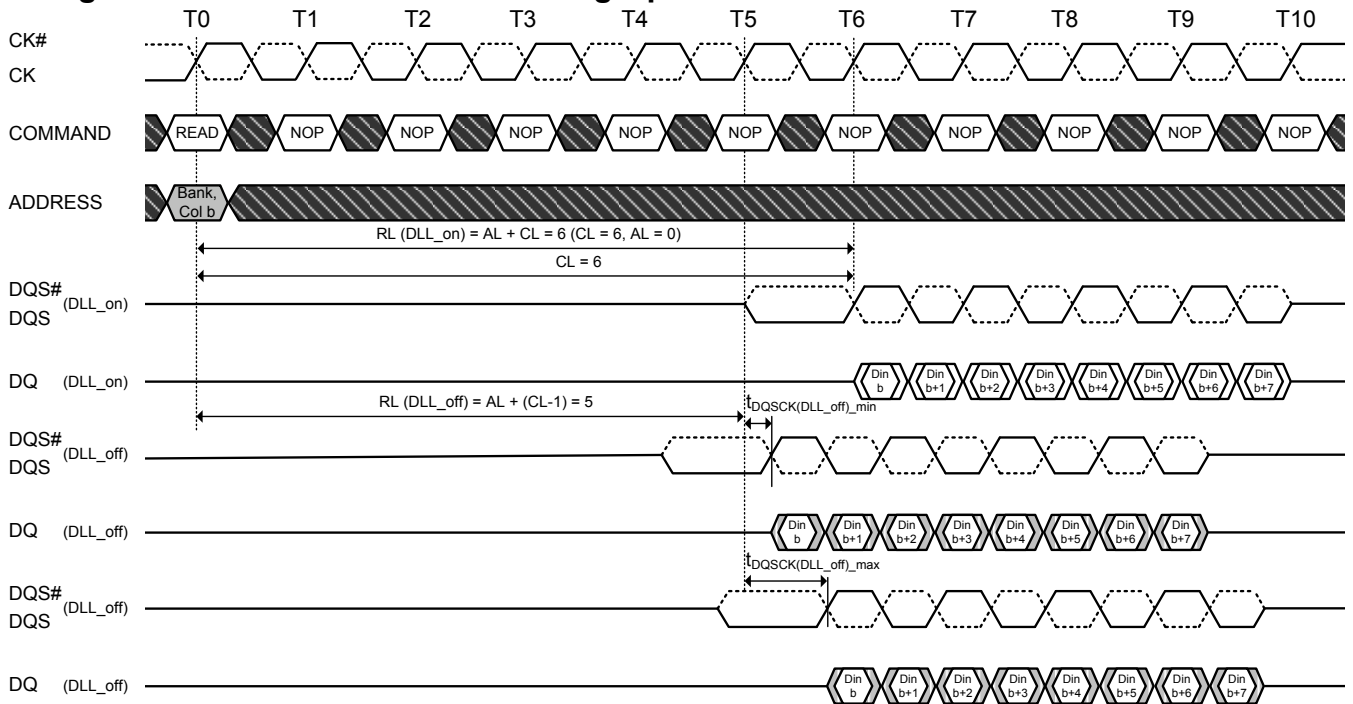 T0 T1 T2 T3 T4 T5 T6 T7 T8 T9 T10
CK#
CK
COMMAND READ NOP NOP NOP NOP NOP NOP NOP NOP NOP NOP
ADDRESS
Bank,
Col b
RL (DLL_on) = AL + CL = 6 (CL = 6, AL = 0)
CL = 6
DQS#
(DLL_on)
DQS
Din Din Din Din Din Din Din Din
DQ (DLL_on)
b b+1 b+2 b+3 b+4 b+5 b+6 b+7
RL (DLL_off) = AL + (CL-1) = 5
tDQSCK(DLL_off)_min
DQS#
(DLL_off)
DQS
Din Din Din Din Din Din Din Din
DQ (DLL_off)
b b+1 b+2 b+3 b+4 b+5 b+6 b+7
tDQSCK(DLL_off)_max
DQS#
(DLL_off)
DQS
Din Din Din Din Din Din Din Din
DQ (DLL_off)
b b+1 b+2 b+3 b+4 b+5 b+6 b+7